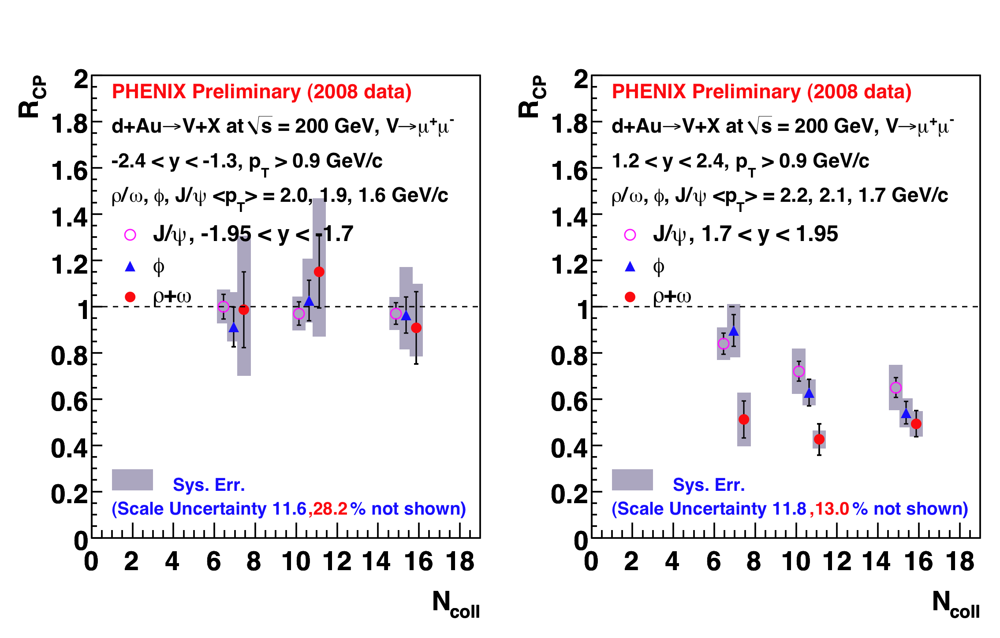 R_CP
2
1.8
1.6
1.4
1.2
1
0.8
0.6
0.4
0.2
0
PHENIX Preliminary (2008 data)
d+Au→V+X at √s = 200 GeV, V→μ⁺μ⁻
-2.4 < y < -1.3, p_T > 0.9 GeV/c
ρ/ω, ϕ, J/ψ <p_T> = 2.0, 1.9, 1.6 GeV/c
J/ψ, -1.95 < y < -1.7
ϕ
ρ+ω
Sys. Err.
(Scale Uncertainty 11.6,28.2% not shown)
0 2 4 6 8 10 12 14 16 18
N_coll
R_CP
2
1.8
1.6
1.4
1.2
1
0.8
0.6
0.4
0.2
0
PHENIX Preliminary (2008 data)
d+Au→V+X at √s = 200 GeV, V→μ⁺μ⁻
1.2 < y < 2.4, p_T > 0.9 GeV/c
ρ/ω, ϕ, J/ψ <p_T> = 2.2, 2.1, 1.7 GeV/c
J/ψ, 1.7 < y < 1.95
ϕ
ρ+ω
Sys. Err.
(Scale Uncertainty 11.8,13.0% not shown)
0 2 4 6 8 10 12 14 16 18
N_coll